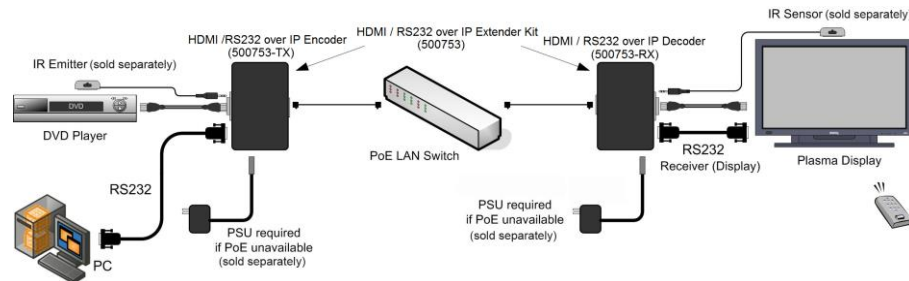 IR Sensor (sold separately)
HDMI /RS232 over IP Encoder
(500753-TX)
HDMI / RS232 over IP Extender Kit
(500753)
HDMI / RS232 over IP Decoder
(500753-RX)
IR Emitter (sold separately)
DVD
DVD Player
PoE LAN Switch
RS232
Receiver (Display)
Plasma Display
RS232
PSU required
if PoE unavailable
(sold separately)
PSU required
if PoE unavailable
(sold separately)
PC